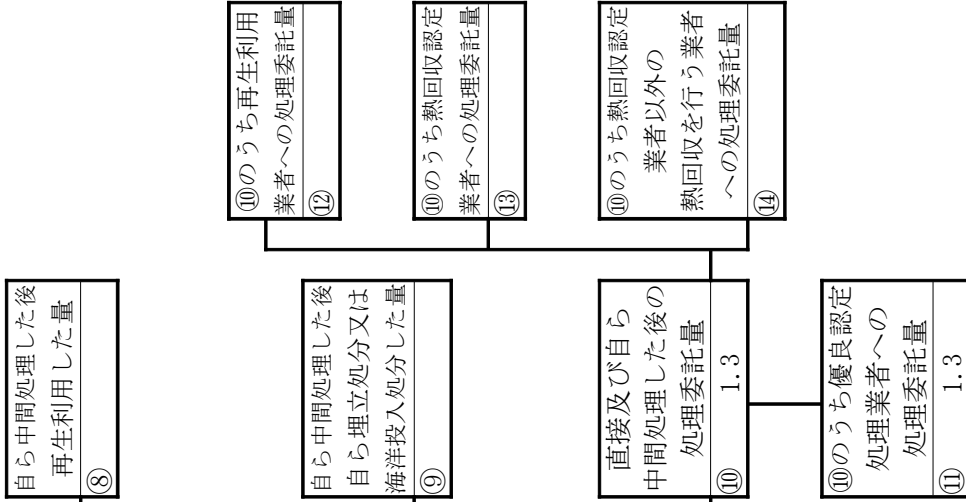 自ら中間処理した後
再生利用した量
⑧
自ら中間処理した後
自ら埋立処分又は
海洋投入処分した量
⑨
直接及び自ら
中間処理した後の
処理委託量
⑩ 1.3
⑩のうち優良認定
処理業者への
処理委託量
⑪ 1.3
⑩のうち再生利用
業者への処理委託量
⑫
⑩のうち熱回収認定
業者への処理委託量
⑬
⑩のうち熱回収認定
業者以外の
熱回収を行う業者
への処理委託量
⑭